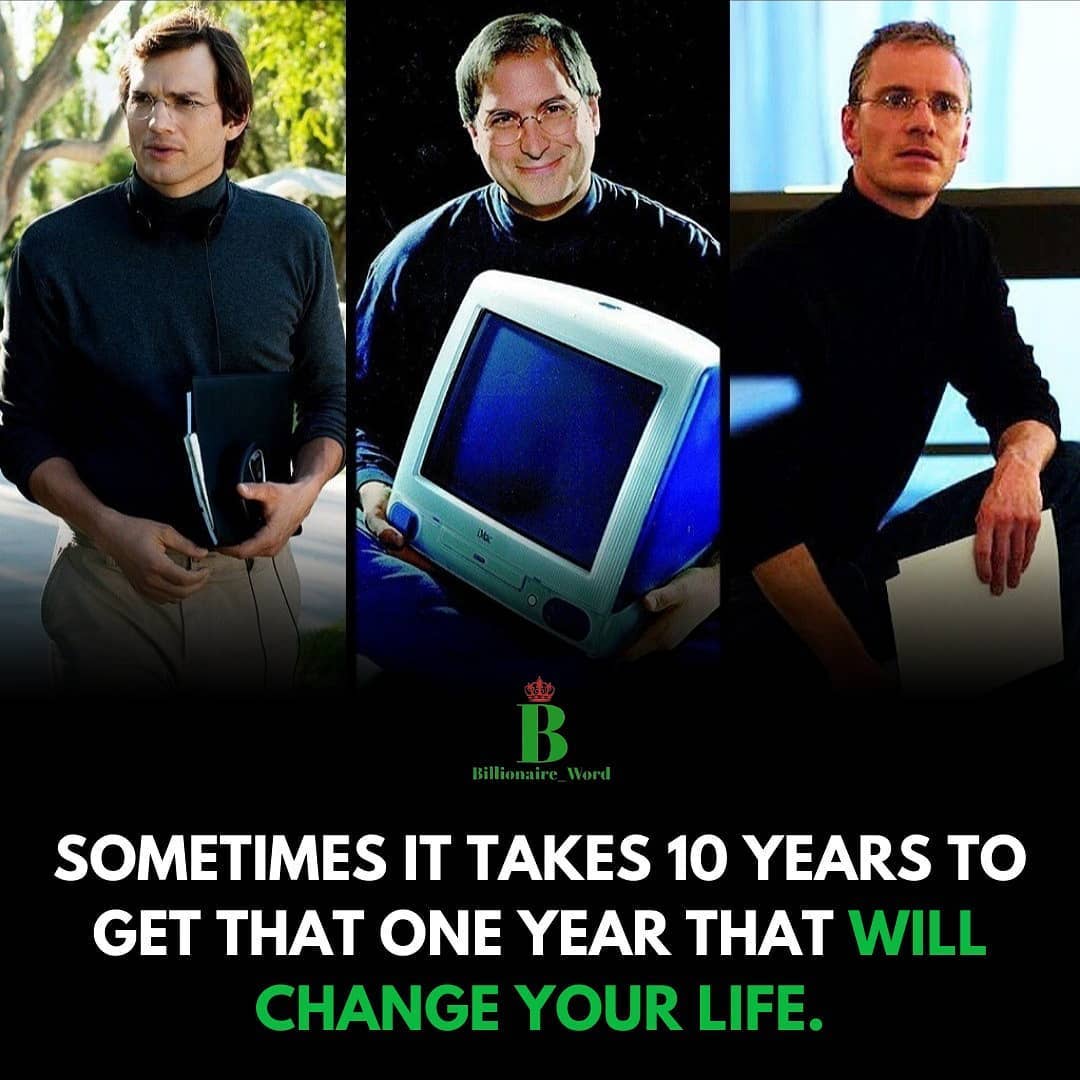 B
Billionaire_Word
SOMETIMES IT TAKES 10 YEARS TO
GET THAT ONE YEAR THAT WILL
CHANGE YOUR LIFE.